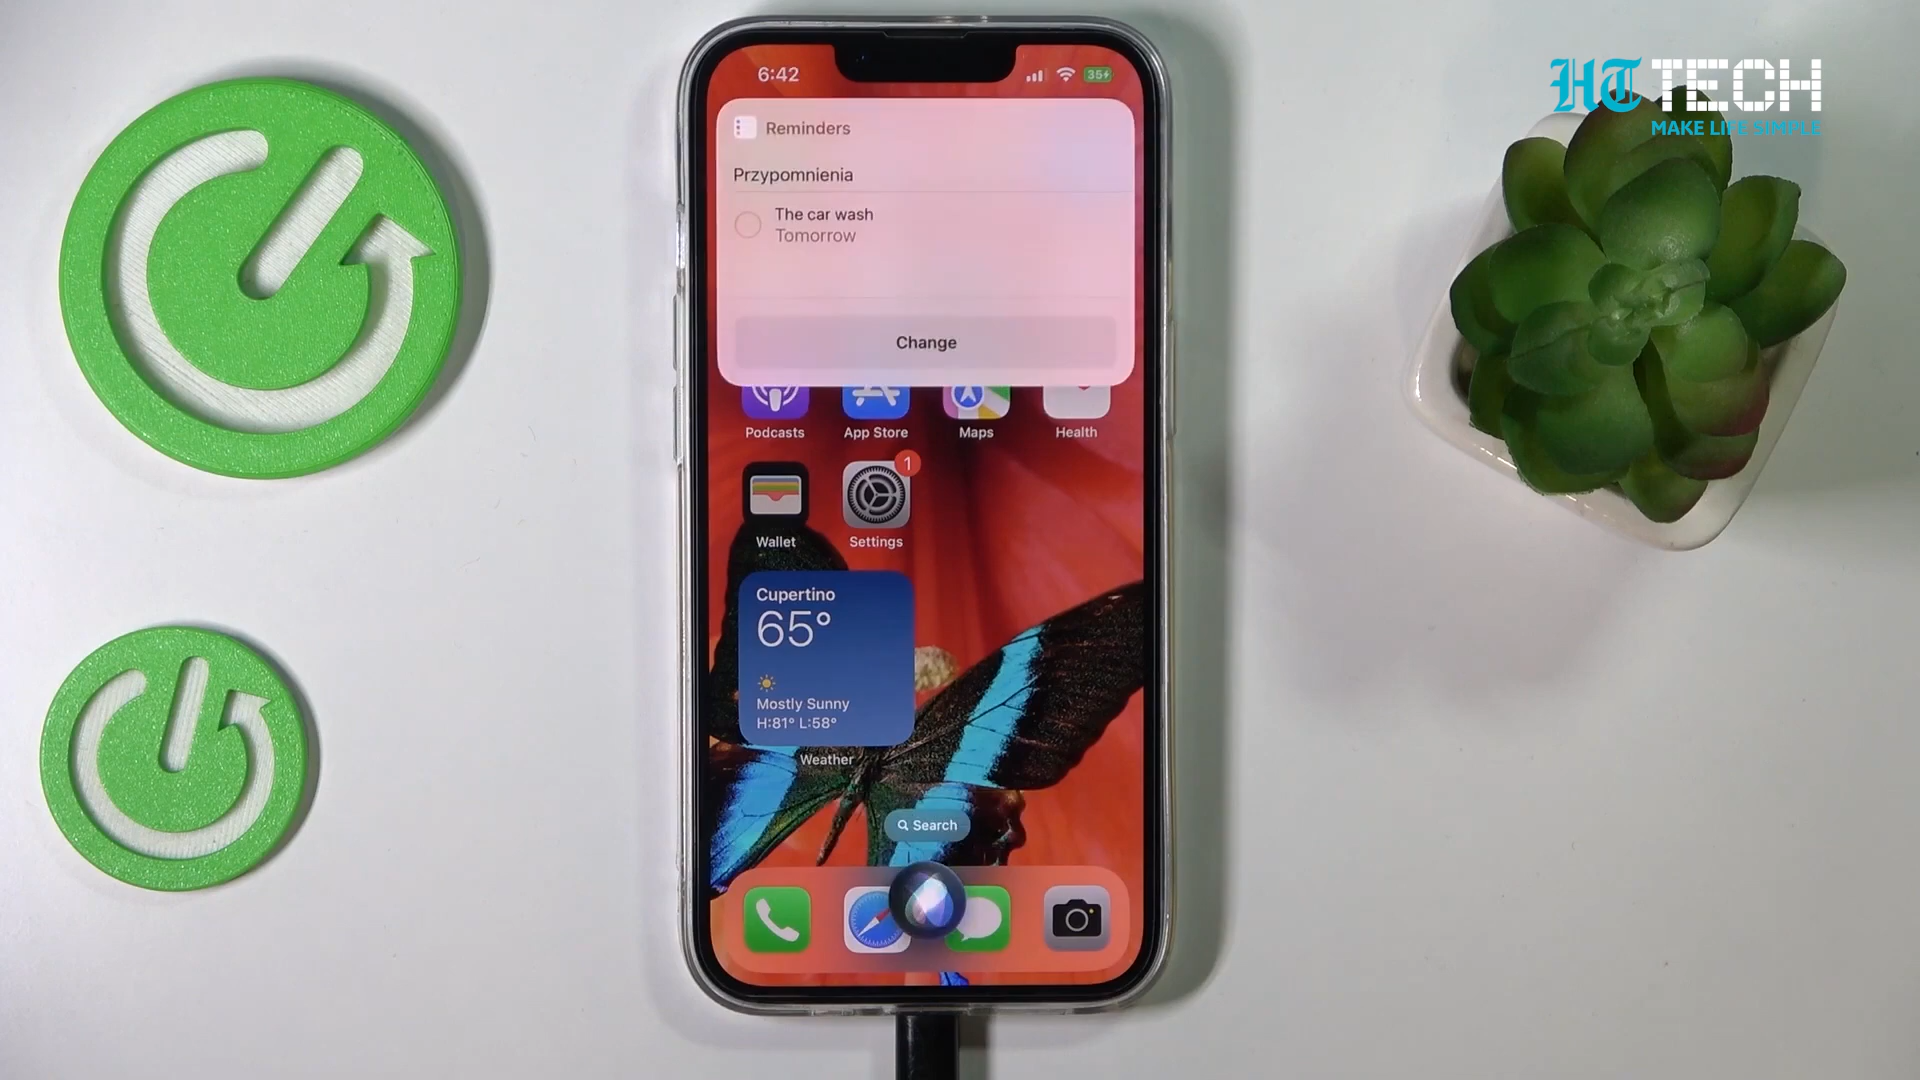 HT TECH
MAKE LIFE SIMPLE
6:42
35
Reminders
Przypomnienia
The car wash
Tomorrow
Change
Podcasts
App Store
Maps
Health
1
Wallet
Settings
Cupertino
65°
Mostly Sunny
H:81° L:58°
Weather
Search